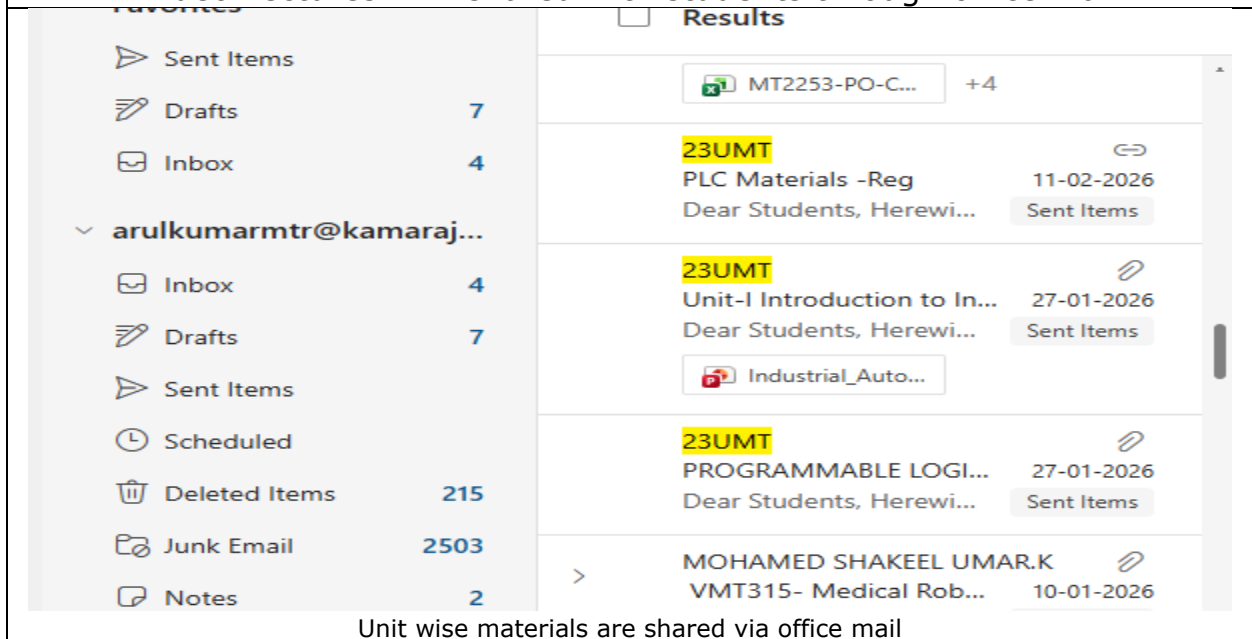 Favorites
Sent Items
Drafts 7
Inbox 4
arulkumarmtr@kamaraj...
Inbox 4
Drafts 7
Sent Items
Scheduled
Deleted Items 215
Junk Email 2503
Notes 2
Results
MT2253-PO-C... +4
23UMT
PLC Materials -Reg 11-02-2026
Dear Students, Herewi... Sent Items
23UMT
Unit-I Introduction to In... 27-01-2026
Dear Students, Herewi... Sent Items
Industrial_Auto...
23UMT
PROGRAMMABLE LOGI... 27-01-2026
Dear Students, Herewi... Sent Items
MOHAMED SHAKEEL UMAR.K
VMT315- Medical Rob... 10-01-2026
Unit wise materials are shared via office mail